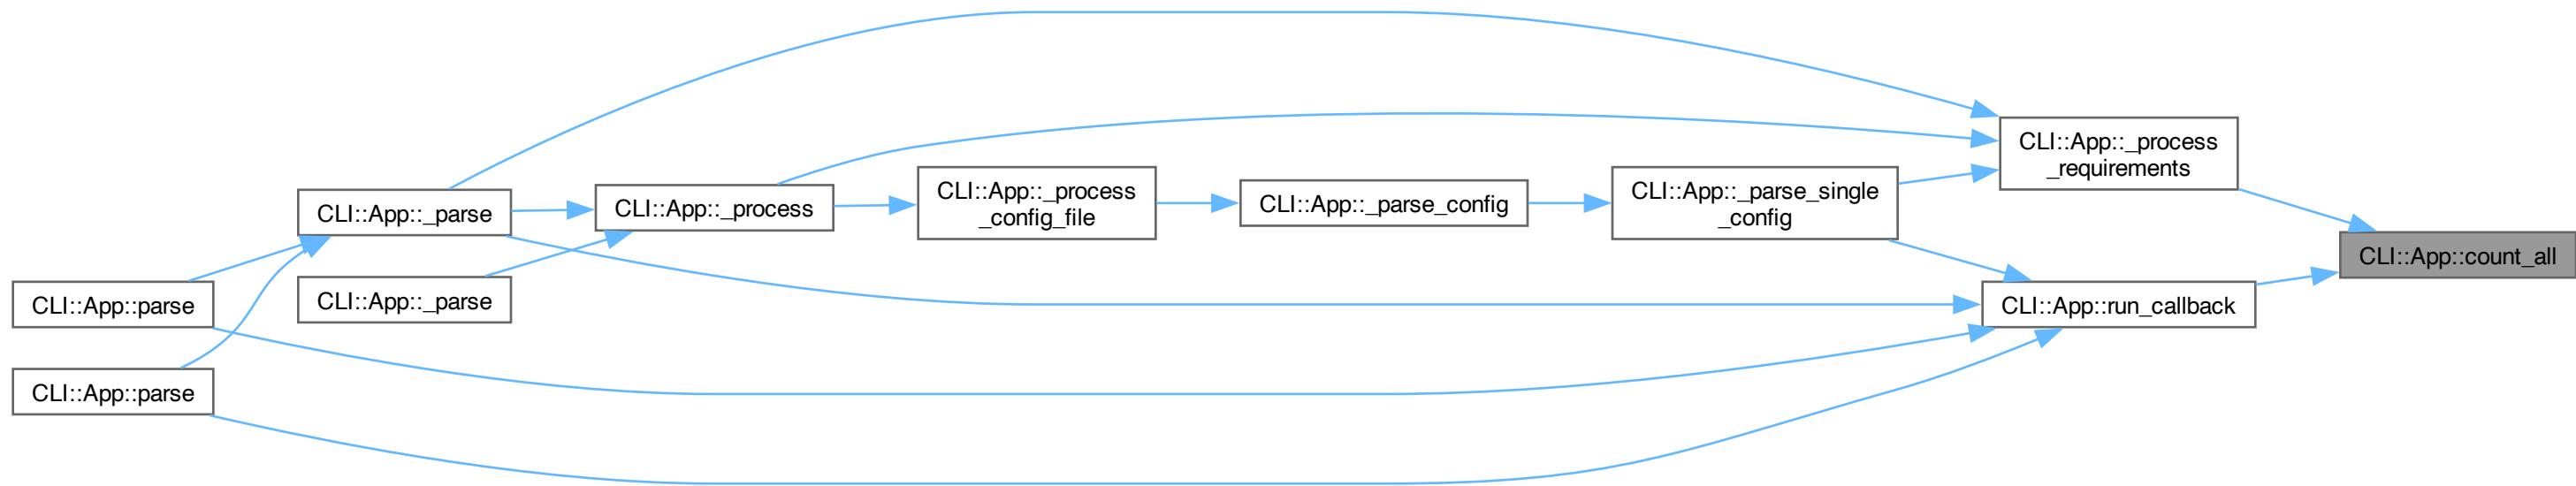 CLI::App::parse
CLI::App::parse
CLI::App::_parse
CLI::App::_parse
CLI::App::_process
CLI::App::_process
_config_file
CLI::App::_parse_config
CLI::App::_parse_single
_config
CLI::App::_process
_requirements
CLI::App::run_callback
CLI::App::count_all